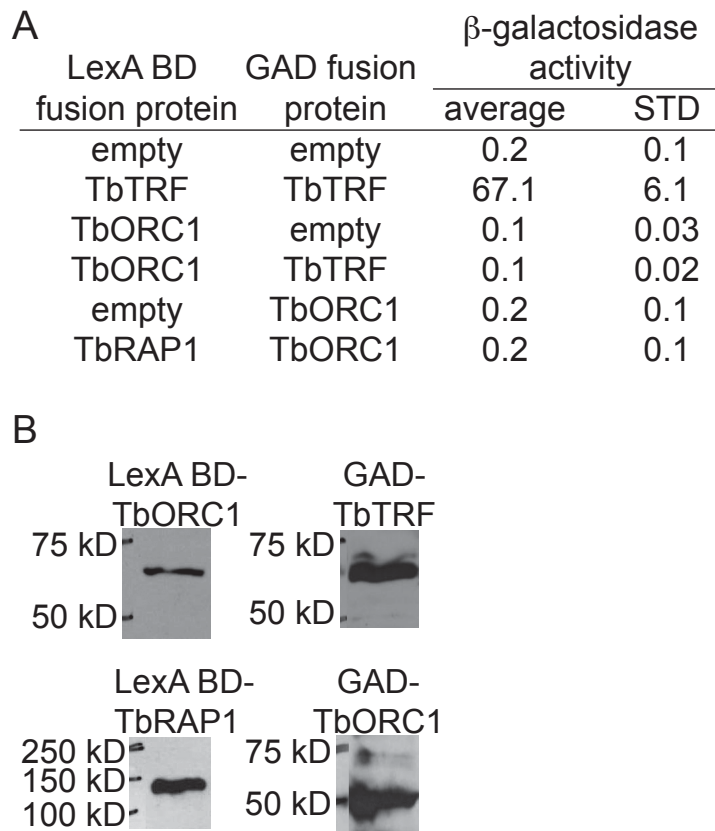 A
β-galactosidase
LexA BD GAD fusion activity
fusion protein protein average STD
empty empty 0.2 0.1
TbTRF TbTRF 67.1 6.1
TbORC1 empty 0.1 0.03
TbORC1 TbTRF 0.1 0.02
empty TbORC1 0.2 0.1
TbRAP1 TbORC1 0.2 0.1
B
LexA BD- GAD-
TbORC1 TbTRF
75 kD 75 kD
50 kD 50 kD
LexA BD- GAD-
TbRAP1 TbORC1
250 kD 75 kD
150 kD
50 kD
100 kD